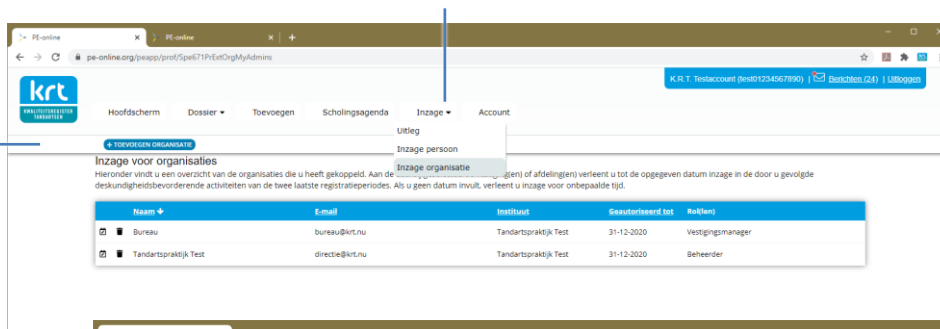 PE-online
PE-online
pe-online.org/peapp/prof/Spe671PrExtOrgMyAdmins
K.R.T. Testaccount (test01234567890) | Berichten (24) | Uitloggen
krt
KWALITEITSREGISTER
TANDARTSEN
Hoofdscherm Dossier Toevoegen Scholingsagenda Inzage Account
Uitleg
Inzage persoon
Inzage organisatie
+ TOEVOEGEN ORGANISATIE
Inzage voor organisaties
Hieronder vindt u een overzicht van de organisaties die u heeft gekoppeld. Aan de (en) of afdeling(en) verleent u tot de opgegeven datum inzage in de door u gevolgde
deskundigheidsbevorderende activiteiten van de twee laatste registratieperiodes. Als u geen datum invult, verleent u inzage voor onbepaalde tijd.
Naam E-mail Instituut Geautoriseerd tot Rol(len)
Bureau bureau@krt.nu Tandartspraktijk Test 31-12-2020 Vestigingsmanager
Tandartspraktijk Test directie@krt.nu Tandartspraktijk Test 31-12-2020 Beheerder